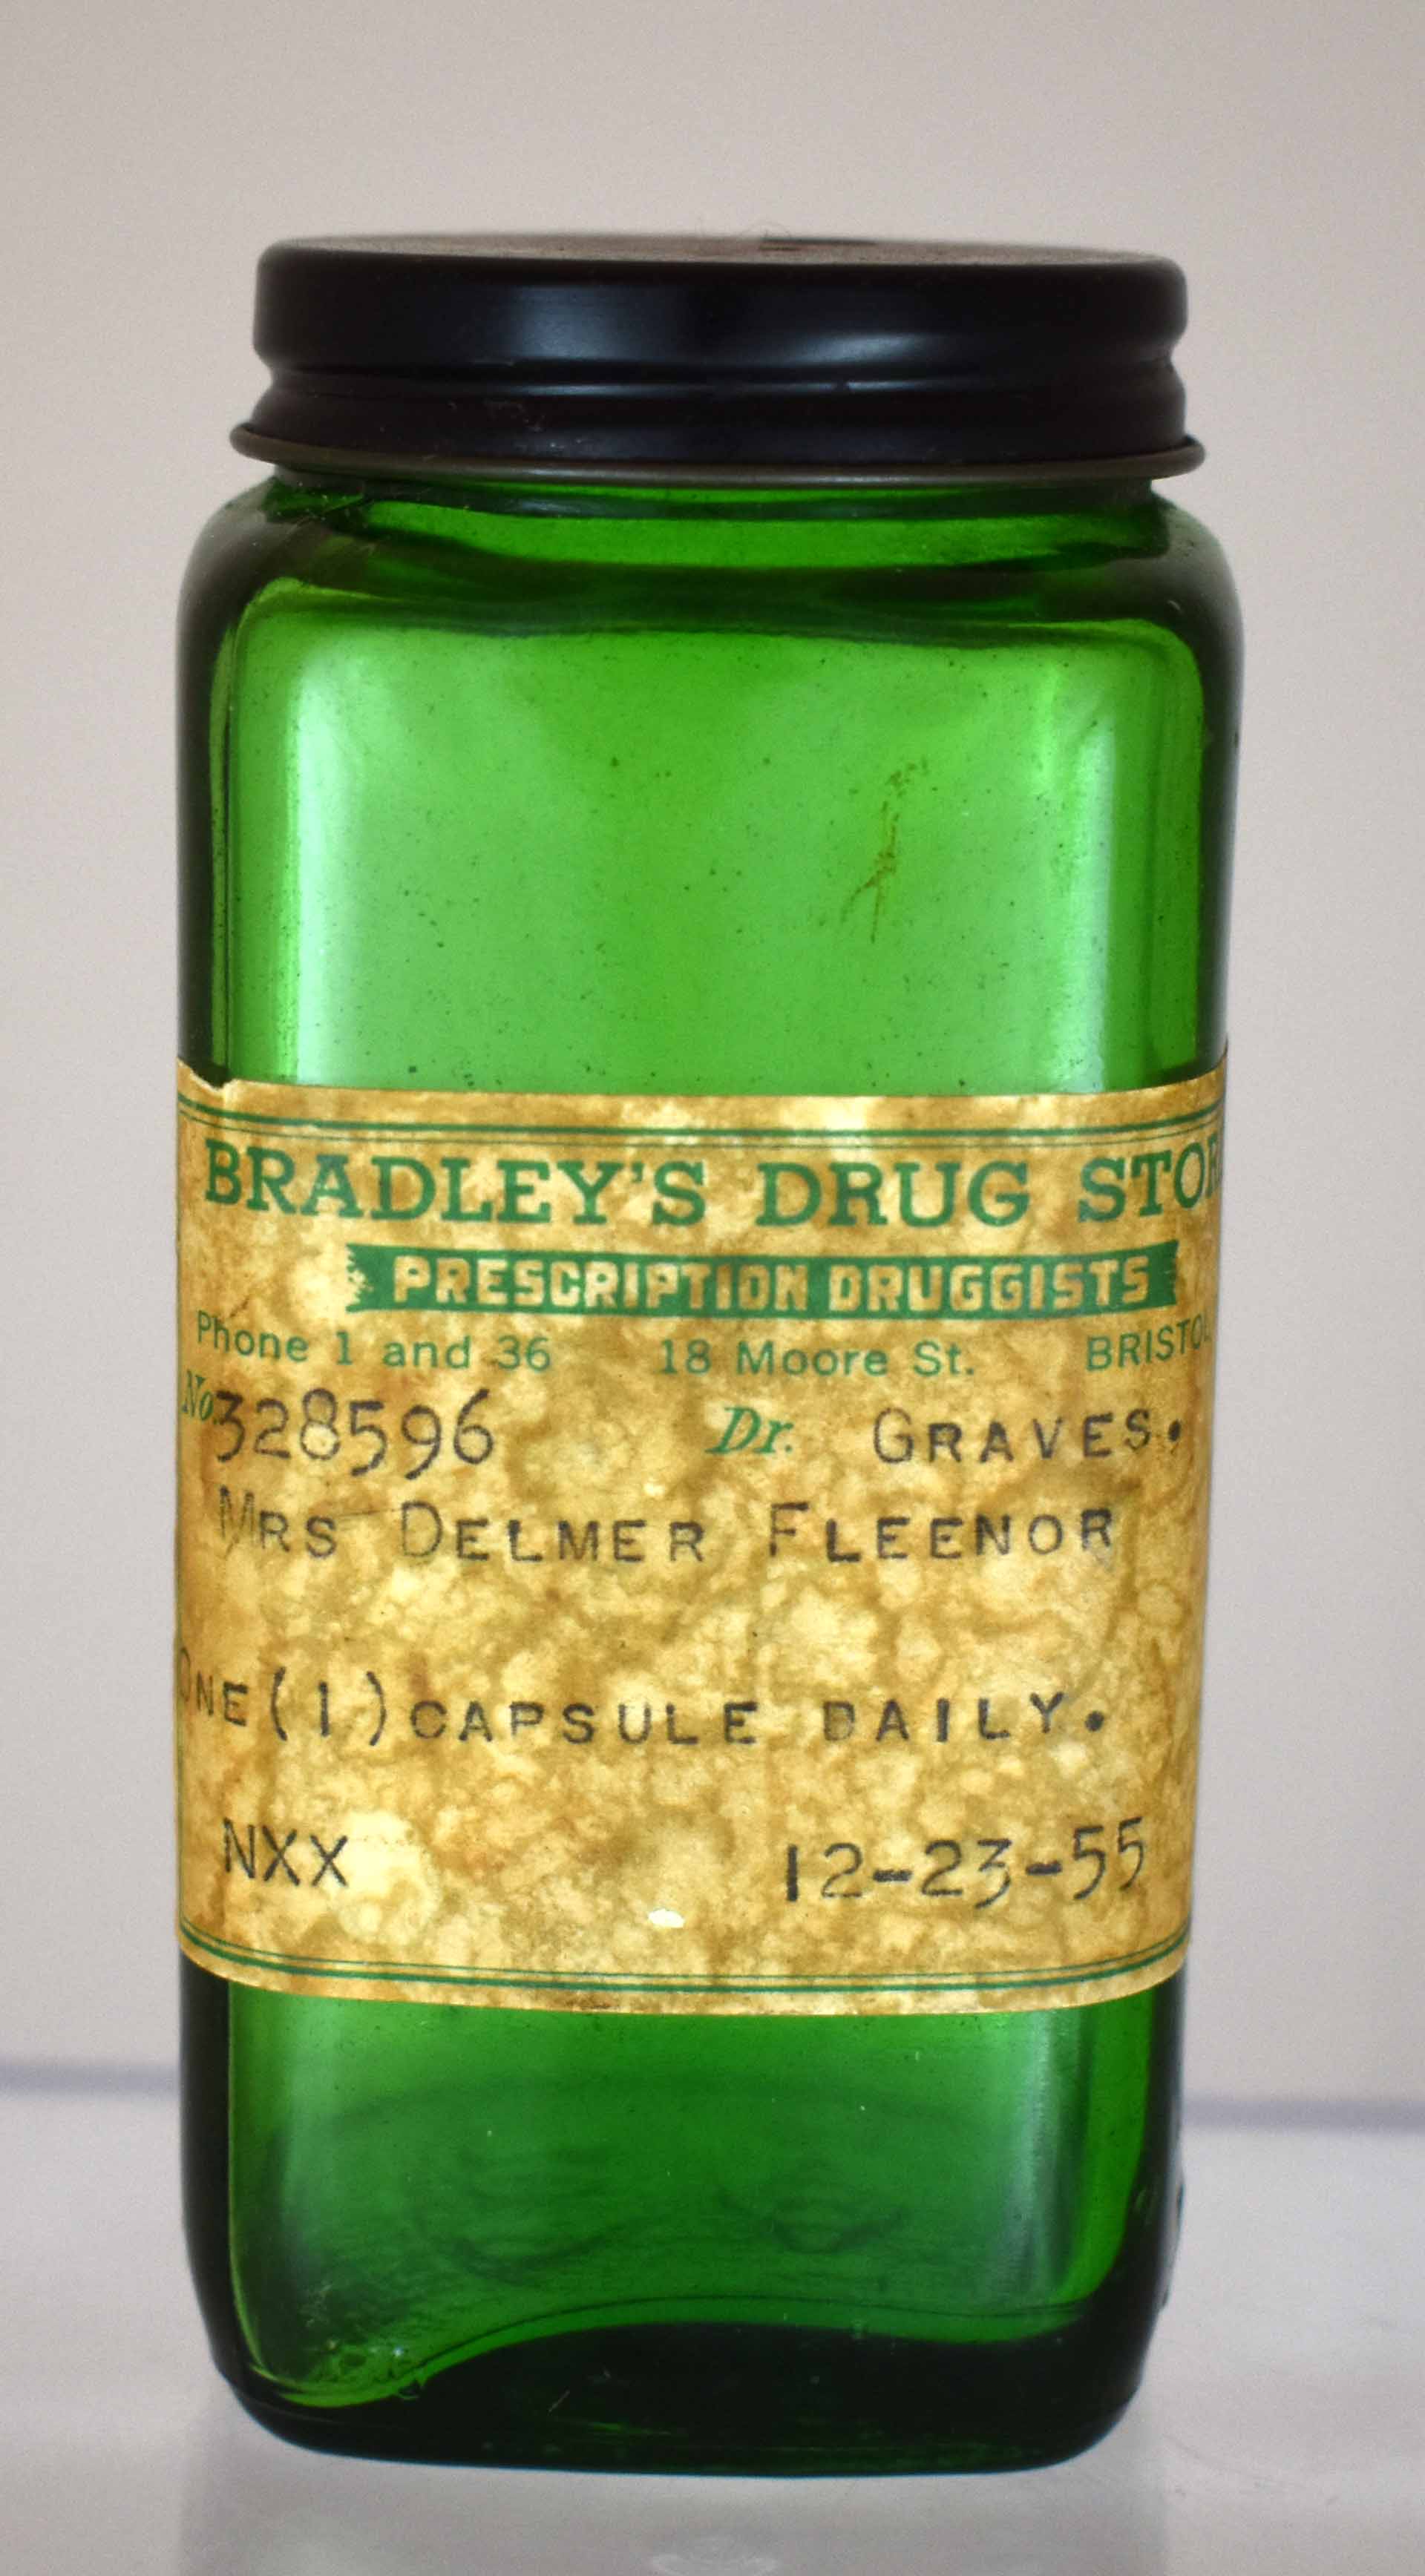 BRADLEY'S DRUG STOR
PRESCRIPTION DRUGGISTS
Phone 1 and 36 18 Moore St. BRISTOL
No. 328596 Dr. GRAVES.
MRS DELMER FLEENOR
ONE (1) CAPSULE DAILY.
NXX 12-23-55